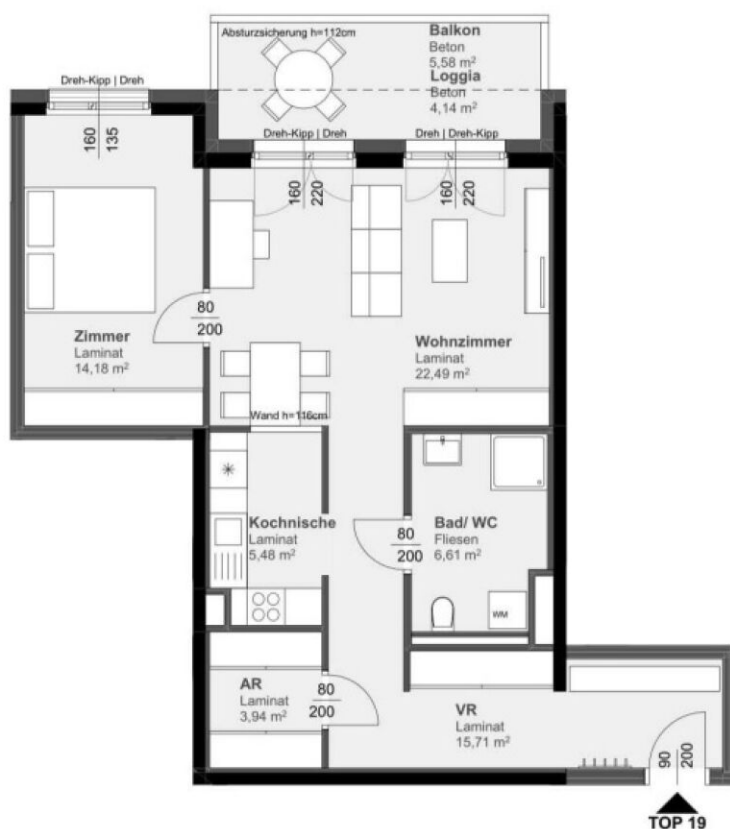 Absturzsicherung h=112cm
Balkon
Beton
5,58 m²
Loggia
Beton
4,14 m²
Dreh-Kipp | Dreh
160
135
Dreh-Kipp | Dreh
160
220
Dreh | Dreh-Kipp
160
220
80
200
Zimmer
Laminat
14,18 m²
Wohnzimmer
Laminat
22,49 m²
Wand h=116cm
Kochnische
Laminat
5,48 m²
80
200
Bad/ WC
Fliesen
6,61 m²
WM
AR
Laminat
3,94 m²
80
200
VR
Laminat
15,71 m²
90
200
TOP 19